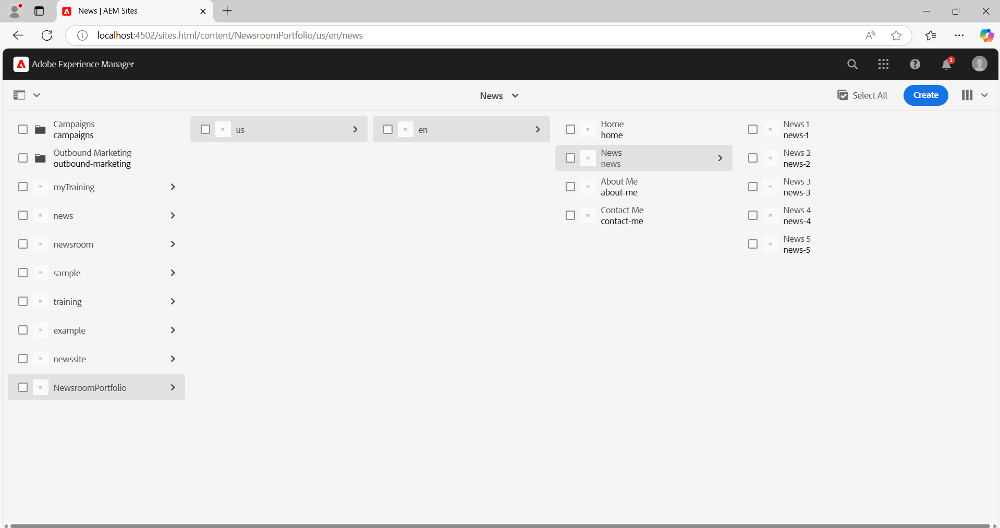 News | AEM Sites
localhost:4502/sites.html/content/NewsroomPortfolio/us/en/news
Adobe Experience Manager
2
News
Select All
Create
Campaigns
campaigns
Outbound Marketing
outbound-marketing
myTraining
news
newsroom
sample
training
example
newssite
NewsroomPortfolio
us
en
Home
home
News
news
About Me
about-me
Contact Me
contact-me
News 1
news-1
News 2
news-2
News 3
news-3
News 4
news-4
News 5
news-5